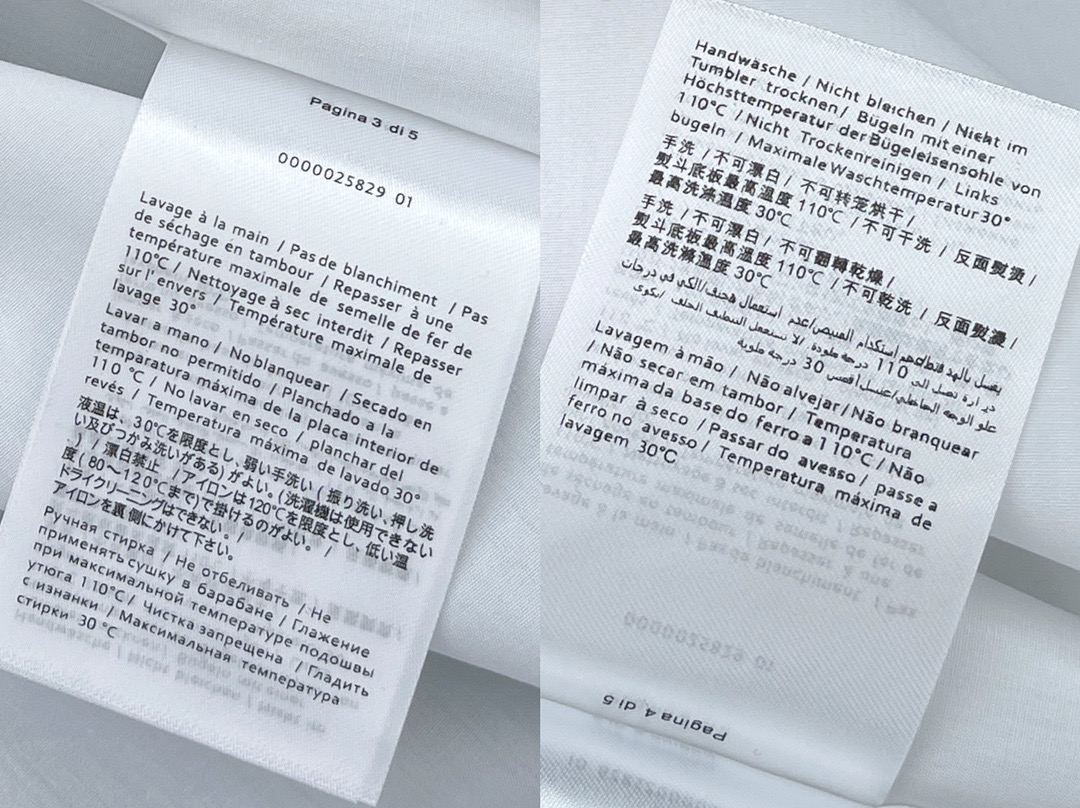 Pagina 3 di 5
0000025829 01
Lavage à la main / Pas de blanchiment / Pas
de séchage en tambour / Repasser à une
température maximale de semelle de fer de
110°C / Nettoyage à sec interdit / Repasser
sur l'envers / Température maximale de
lavage 30°
Lavar a mano / No blanquear / Secado en
tambor no permitido / Planchado a la
temparatura máxima de la placa interior de
110 °C / No lavar en seco / planchar del
revés / Temperatura máxima de lavado 30°
液温は、30℃を限度とし、弱い手洗い(振り洗い、押し洗
い及びつかみ洗いがある)がよい。(洗濯機は使用できない
.) / 漂白禁止 / アイロンは120℃を限度とし、低い温
度(80〜120℃まで)で掛けるのがよい。 /
ドライクリーニングはできない。 /
アイロンを裏側にかけて下さい。
Ручная стирка / Не отбеливать / Не
применять сушку в барабане / Глажение
при максимальной температуре подошвы
утюга 110°C / Чистка запрещена / Гладить
с изнанки / Максимальная температура
стирки 30 °C
Handwäsche / Nicht bleichen / Nicht im
Tumbler trocknen / Bügeln mit einer
Höchsttemperatur der Bügeleisensohle von
110°C / Nicht Trockenreinigen / Links
bugeln / Maximale Waschtemperatur 30°
手洗 / 不可漂白 / 不可转笼烘干 /
熨斗底板最高温度 110℃ / 不可干洗 / 反面熨烫 /
最高洗涤温度 30℃
手洗 / 不可漂白 / 不可翻轉乾燥 /
熨斗底板最高溫度 110℃ / 不可乾洗 / 反面熨燙 /
最高洗滌溫度 30℃
Lavagem à mão / Não alvejar / Não branquear
/ Não secar em tambor / Temperatura
máxima da base do ferro a 110°C / Não
limpar à seco / Passar do avesso / passe a
ferro no avesso / Temperatura máxima de
lavagem 30℃
Pagina 4 di 5